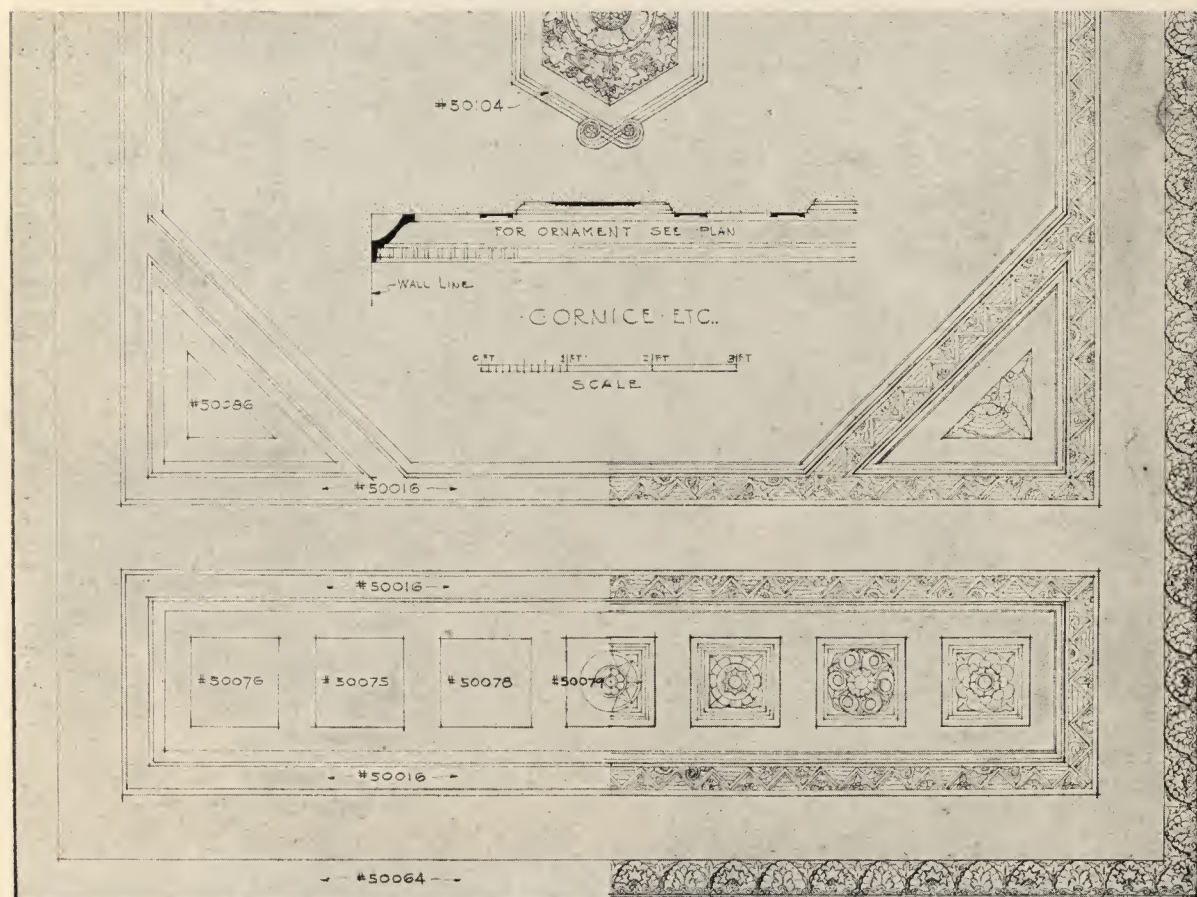 #50104
FOR ORNAMENT SEE PLAN
WALL LINE
·CORNICE· ETC..
0 FT 1 FT 2 FT 3 FT
SCALE
#50086
#50016
#50016
#50076 #50075 #50078 #50079
#50016
#50064